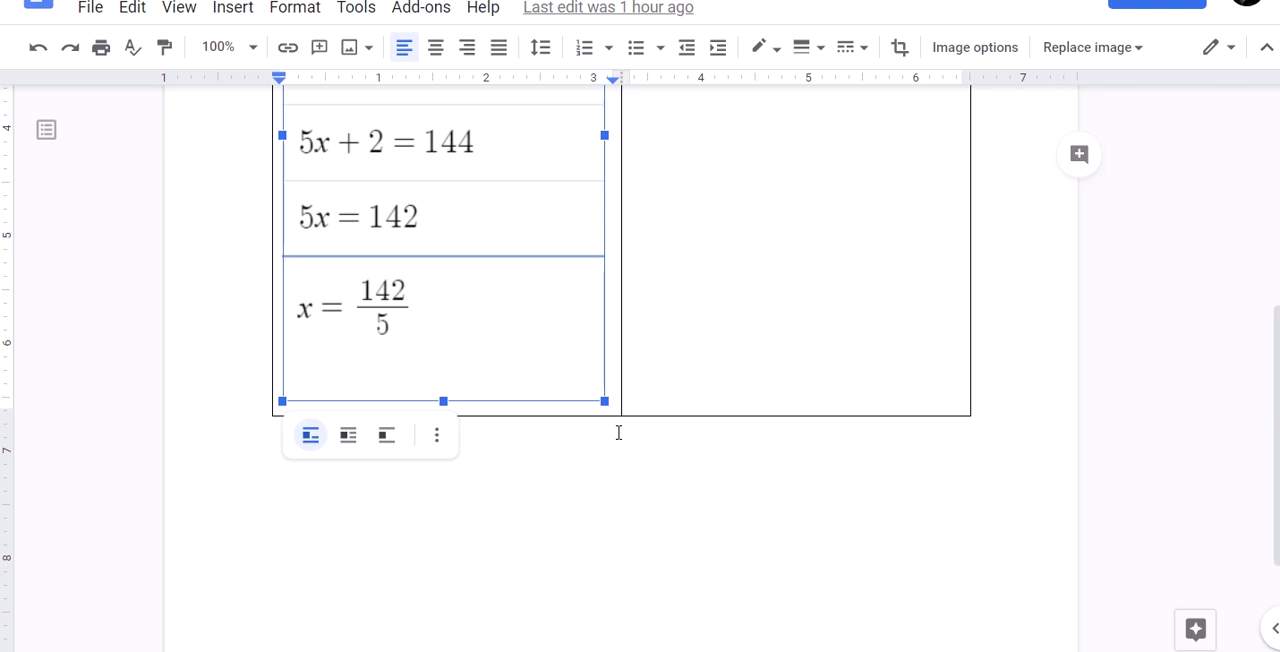 File Edit View Insert Format Tools Add-ons Help Last edit was 1 hour ago
100% Image options Replace image
1 1 2 3 4 5 6 7
4
5x + 2 = 144
5
5x = 142
6
x = 142/5
7
8